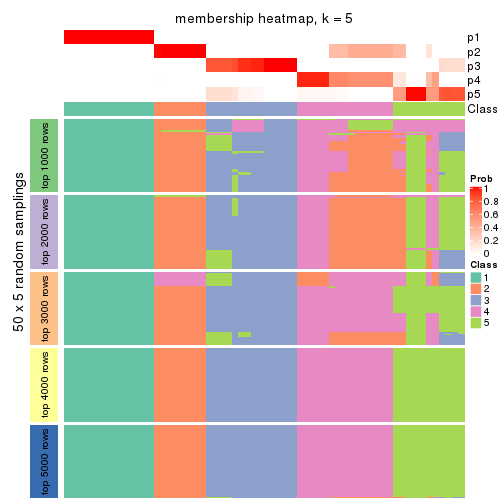 membership heatmap, k = 5
p1
p2
p3
p4
p5
Class
50 x 5 random samplings
top 1000 rows
top 2000 rows
top 3000 rows
top 4000 rows
top 5000 rows
Prob
1
0.8
0.6
0.4
0.2
0
Class
1
2
3
4
5